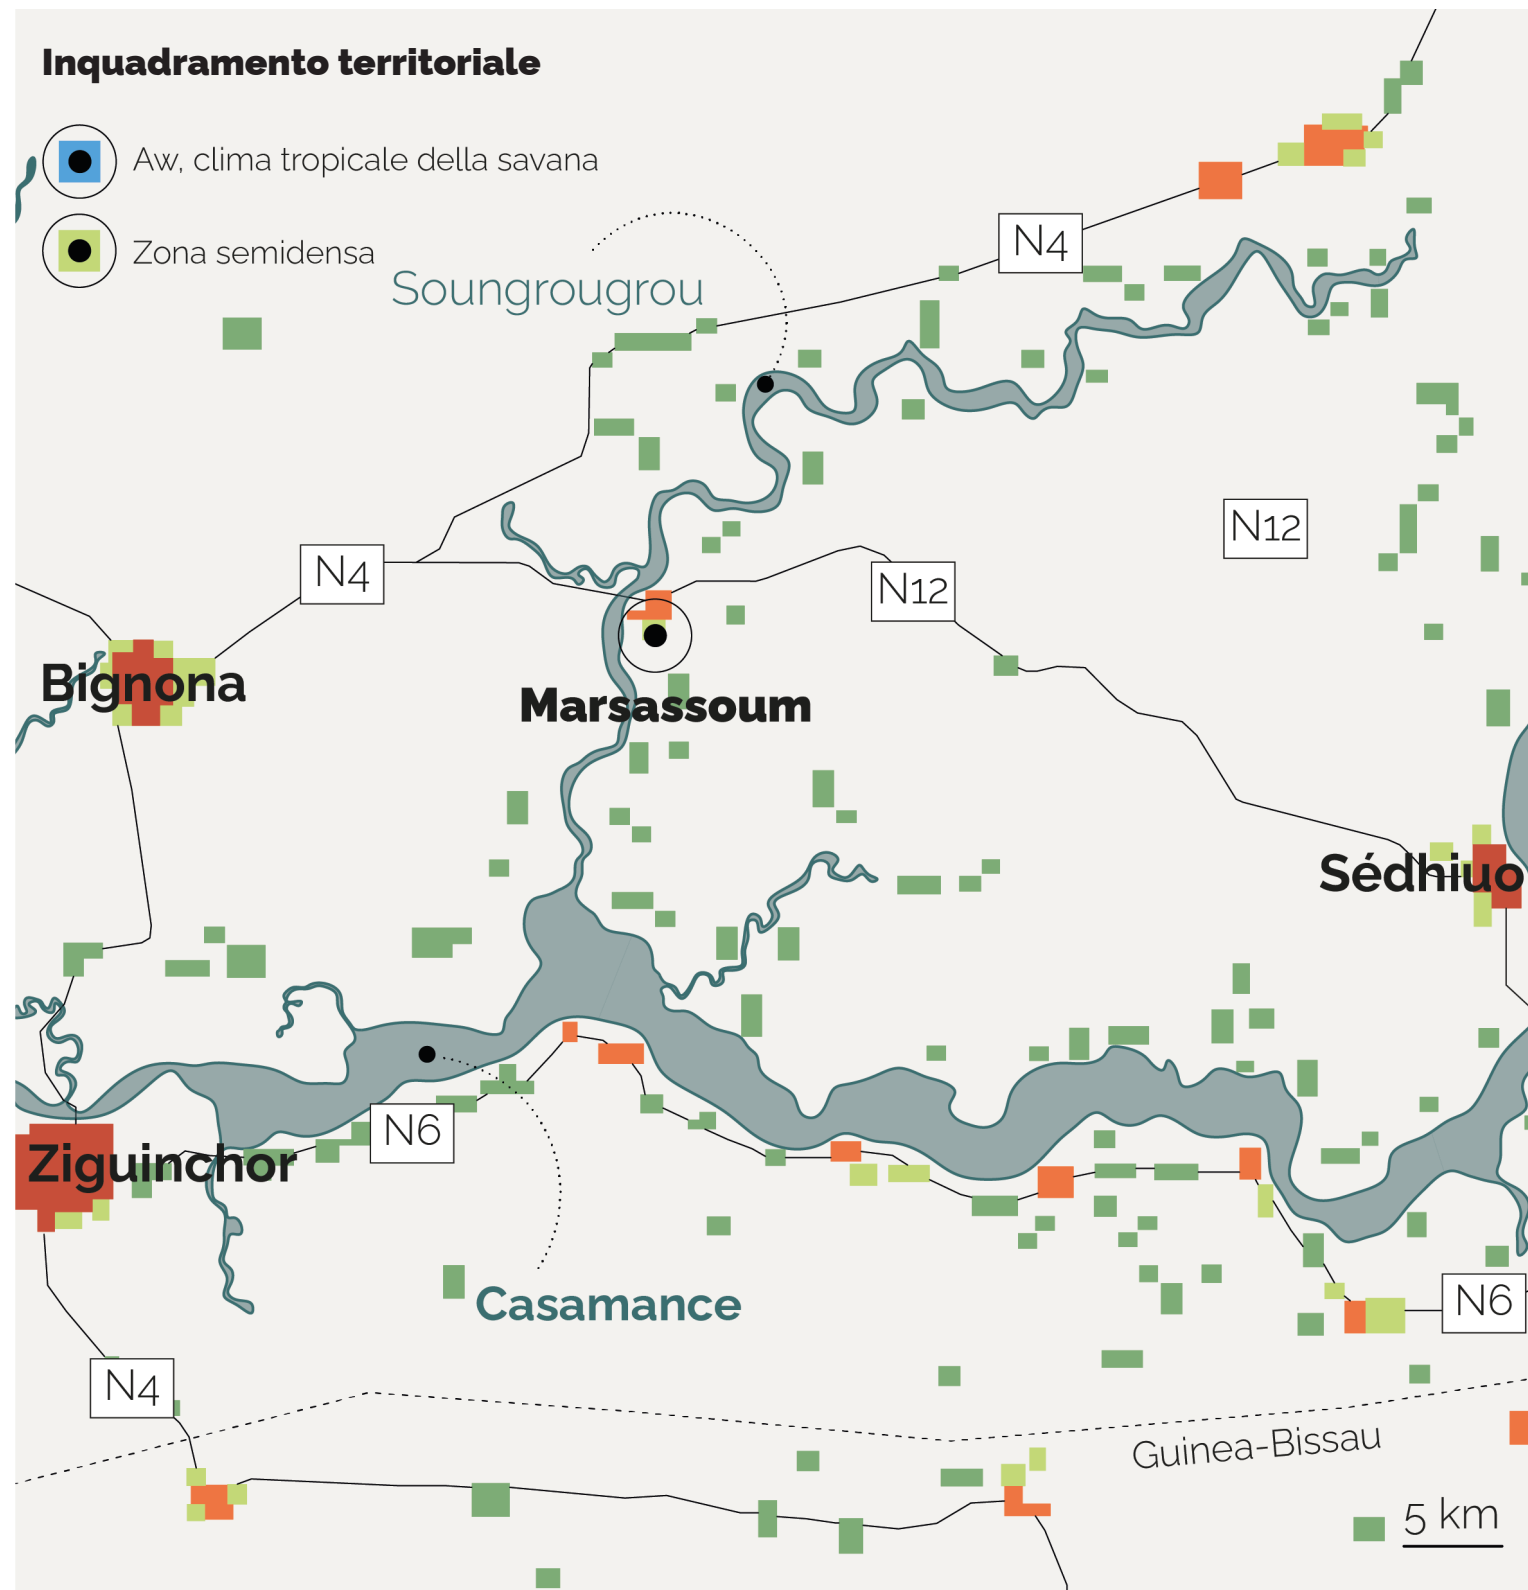 Inquadramento territoriale
Aw, clima tropicale della savana
Zona semidensa
N4
Soungrougrou
N12
N4
N12
Bignona
Marsassoum
Sédhiuo
N6
Ziguinchor
Casamance
N6
N4
Guinea-Bissau
5 km